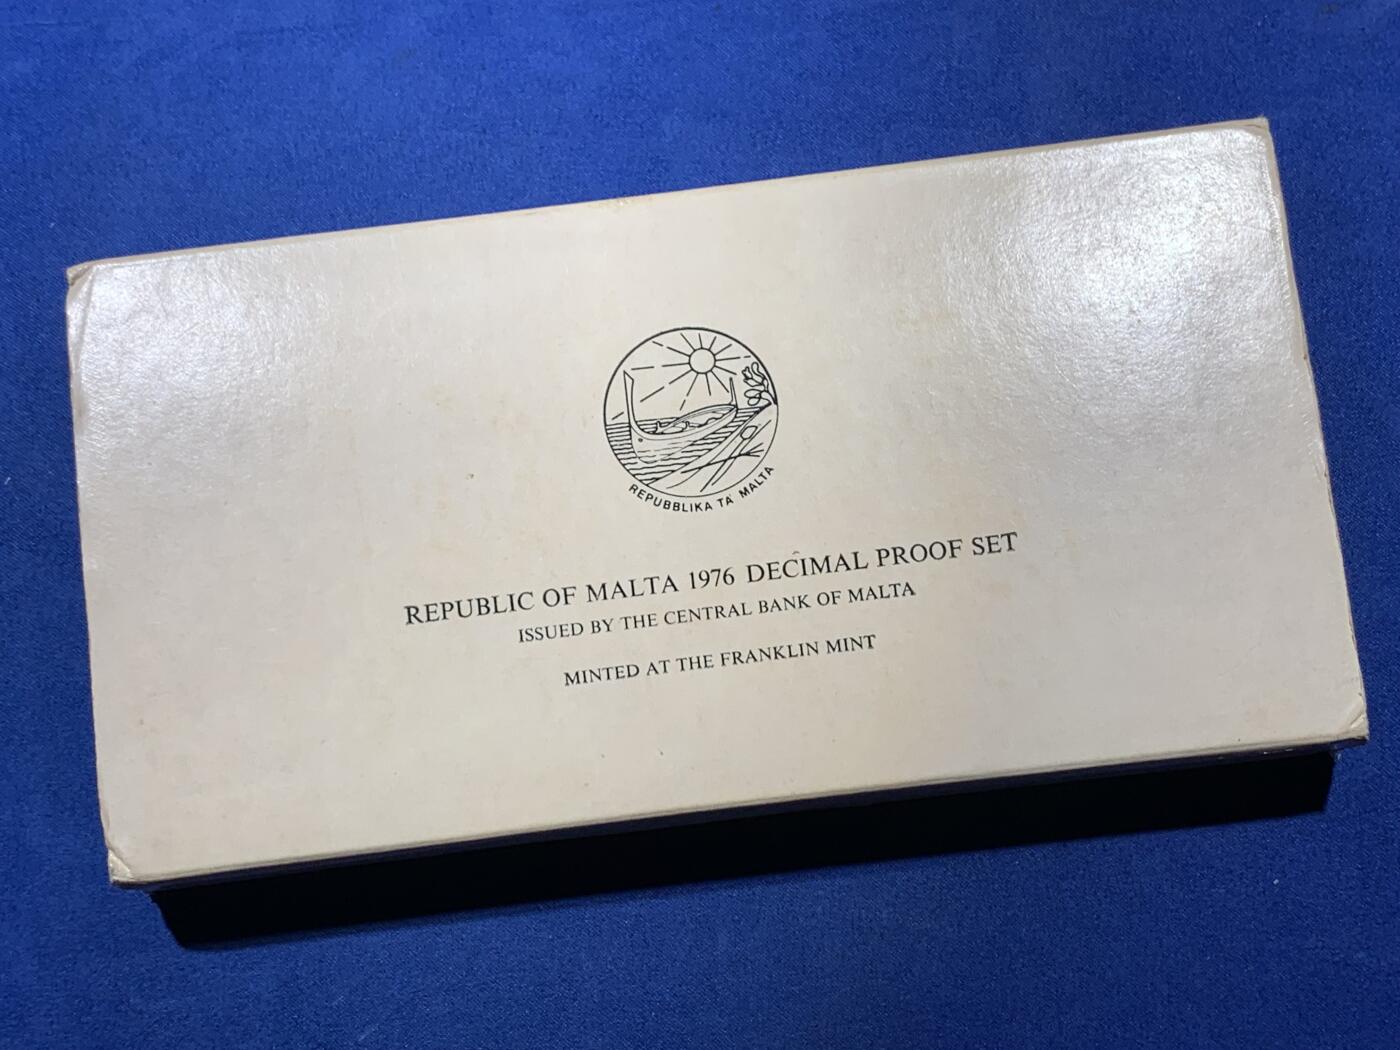 REPUBBLIKA TA' MALTA
REPUBLIC OF MALTA 1976 DECIMAL PROOF SET
ISSUED BY THE CENTRAL BANK OF MALTA
MINTED AT THE FRANKLIN MINT